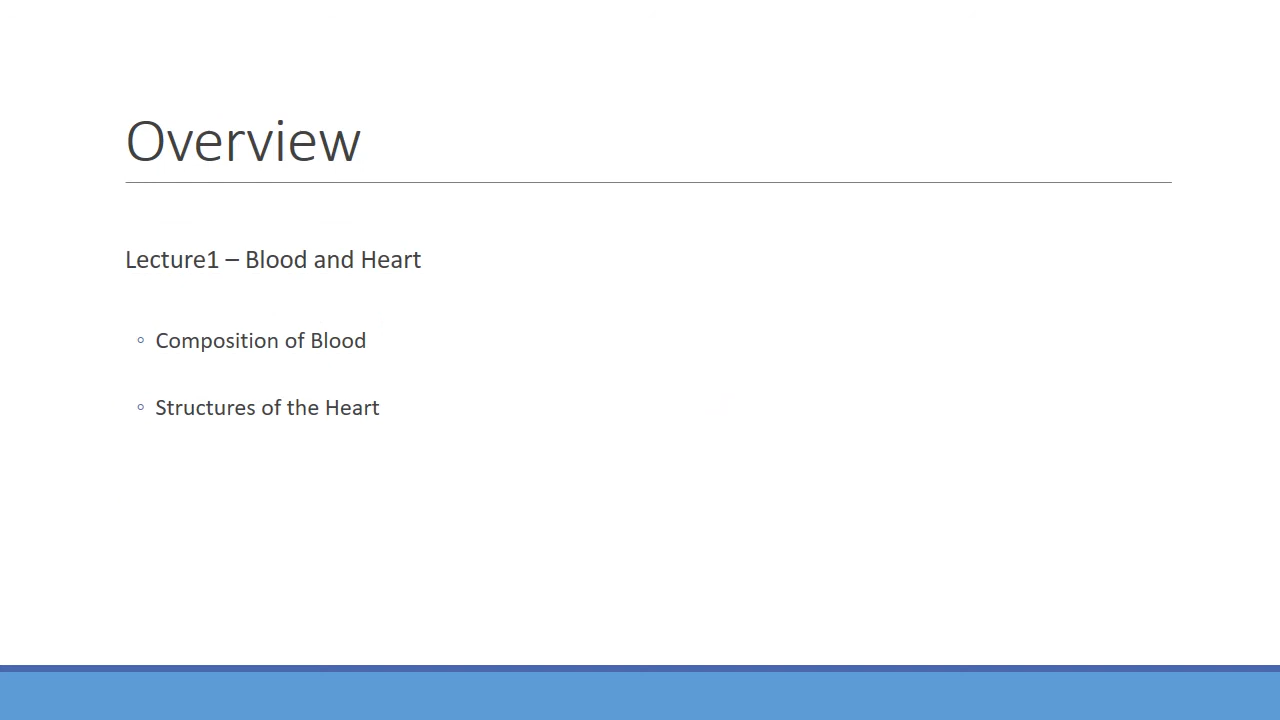 Overview
Lecture1 – Blood and Heart
◦ Composition of Blood
◦ Structures of the Heart